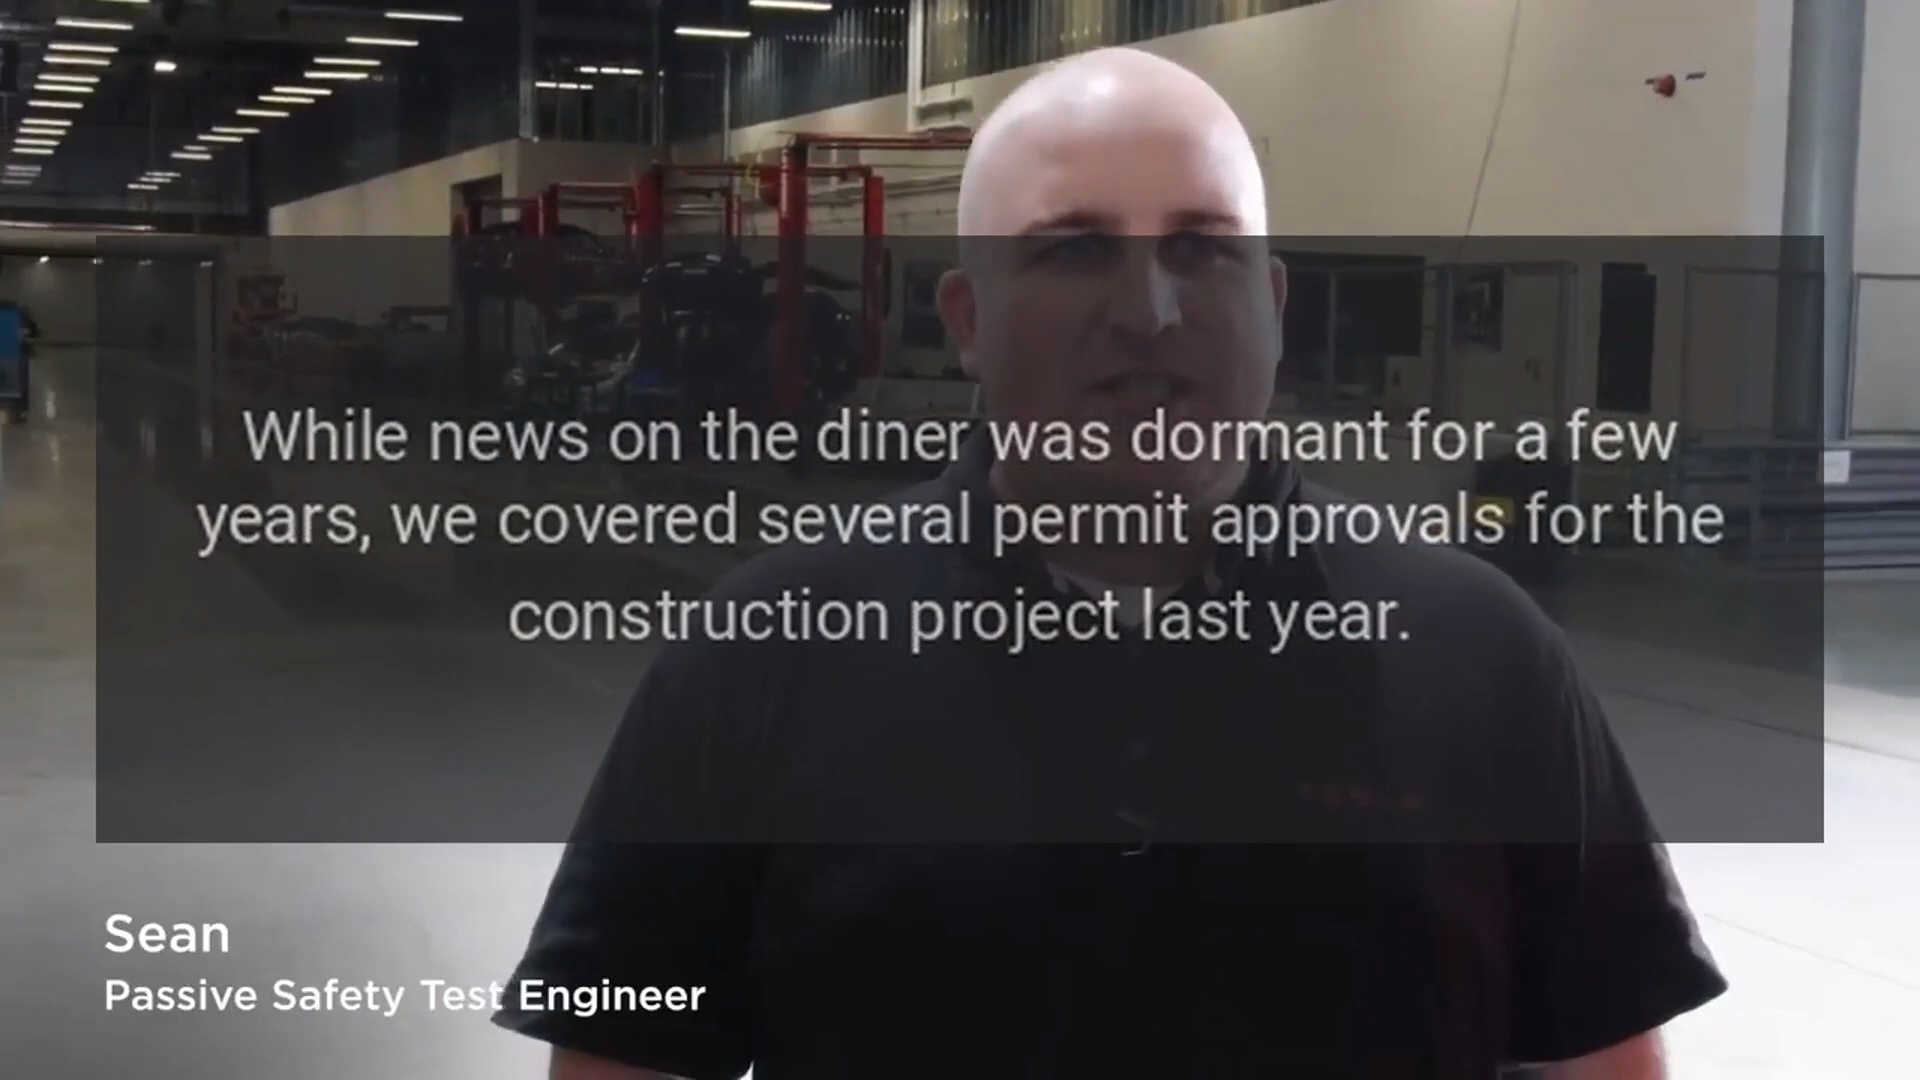 While news on the diner was dormant for a few
years, we covered several permit approvals for the
construction project last year.
TESLA
Sean
Passive Safety Test Engineer